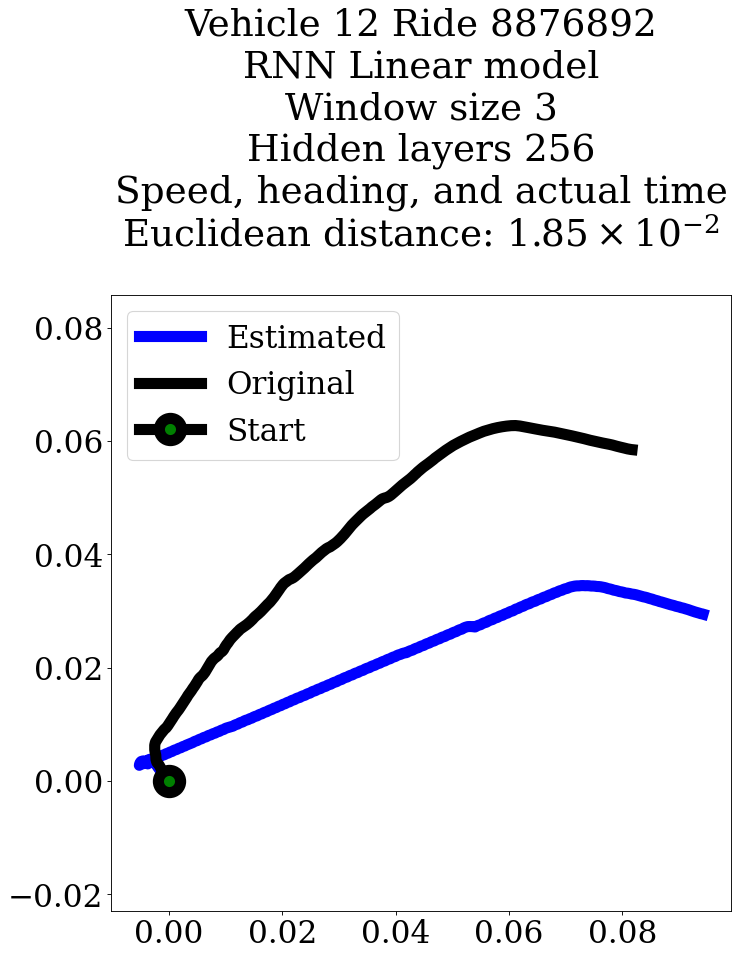 Vehicle 12 Ride 8876892
RNN Linear model
Window size 3
Hidden layers 256
Speed, heading, and actual time
Euclidean distance: 1.85 × 10⁻²
Estimated
Original
Start
0.08
0.06
0.04
0.02
0.00
−0.02
0.00 0.02 0.04 0.06 0.08